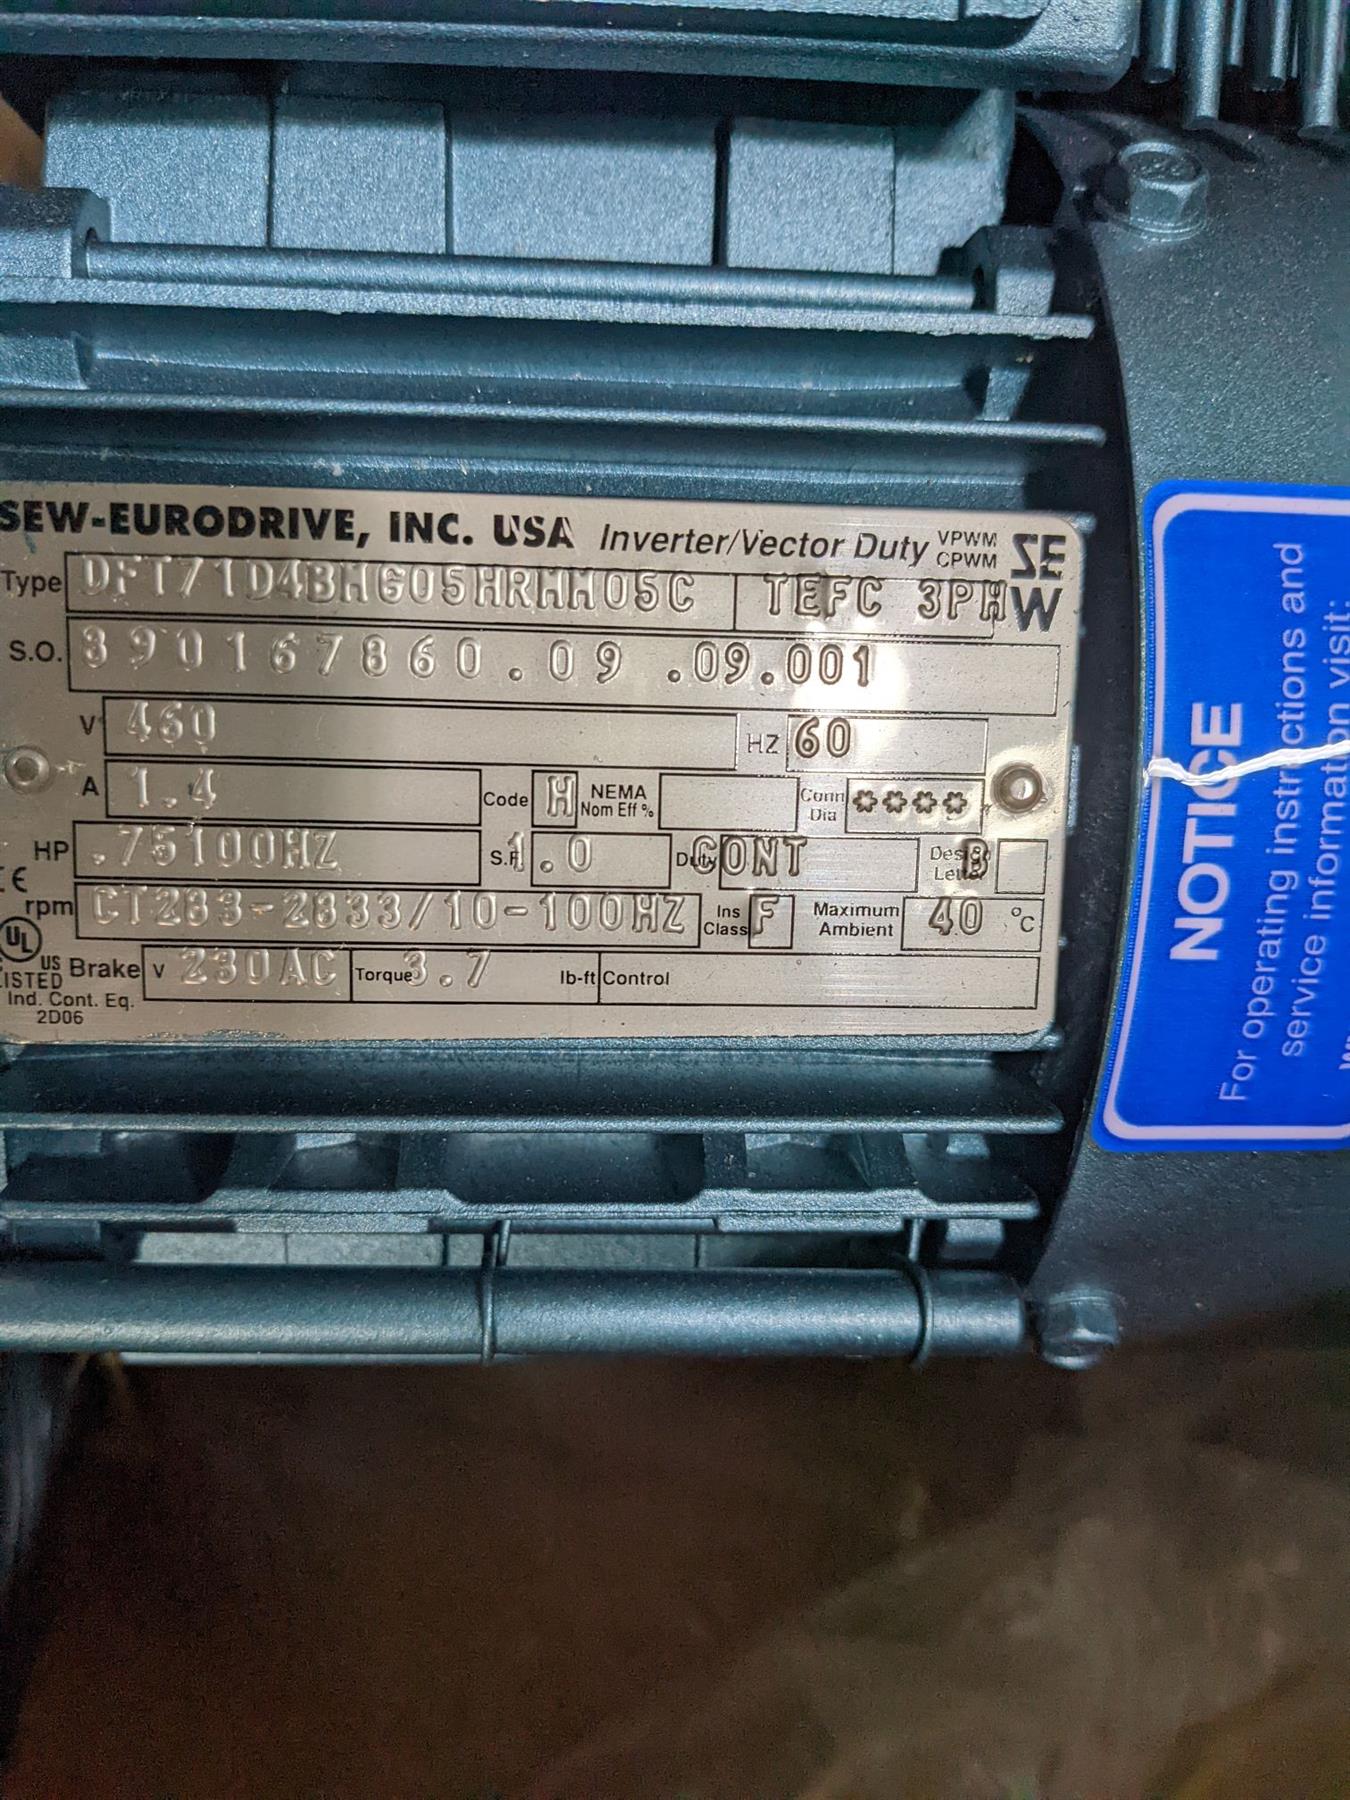 SEW-EURODRIVE, INC. USA Inverter/Vector Duty VPWM CPWM SEW
Type DFT71D4BMG05HRMM05C TEFC 3PH
S.O. 890167860.09 .09.001
V 460 HZ 60
A 1.4 Code H NEMA Nom Eff % Conn Dia ****
HP .75100HZ S.F. 1.0 Duty CONT Design Letter B
CE
rpm CT283-2833/10-100HZ Ins Class F Maximum Ambient 40 °C
UL US LISTED
Ind. Cont. Eq.
2D06
Brake V 230AC Torque 3.7 lb-ft Control
NOTICE
For operating instructions and
service information visit: